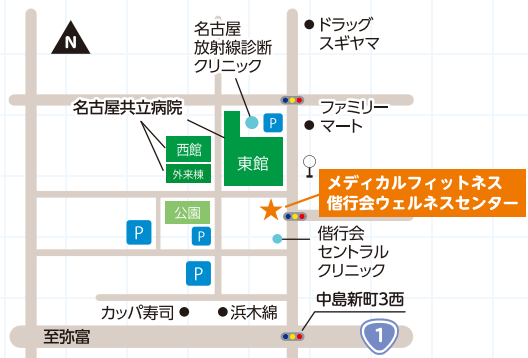 名古屋
放射線診断
クリニック
ドラッグ
スギヤマ
N
名古屋共立病院
P
ファミリー
マート
西館
東館
外来棟
メディカルフィットネス
偕行会ウェルネスセンター
公園
P
P
偕行会
セントラル
クリニック
P
中島新町3西
カッパ寿司
浜木綿
至弥富
1